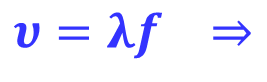 υ = λf ⇒